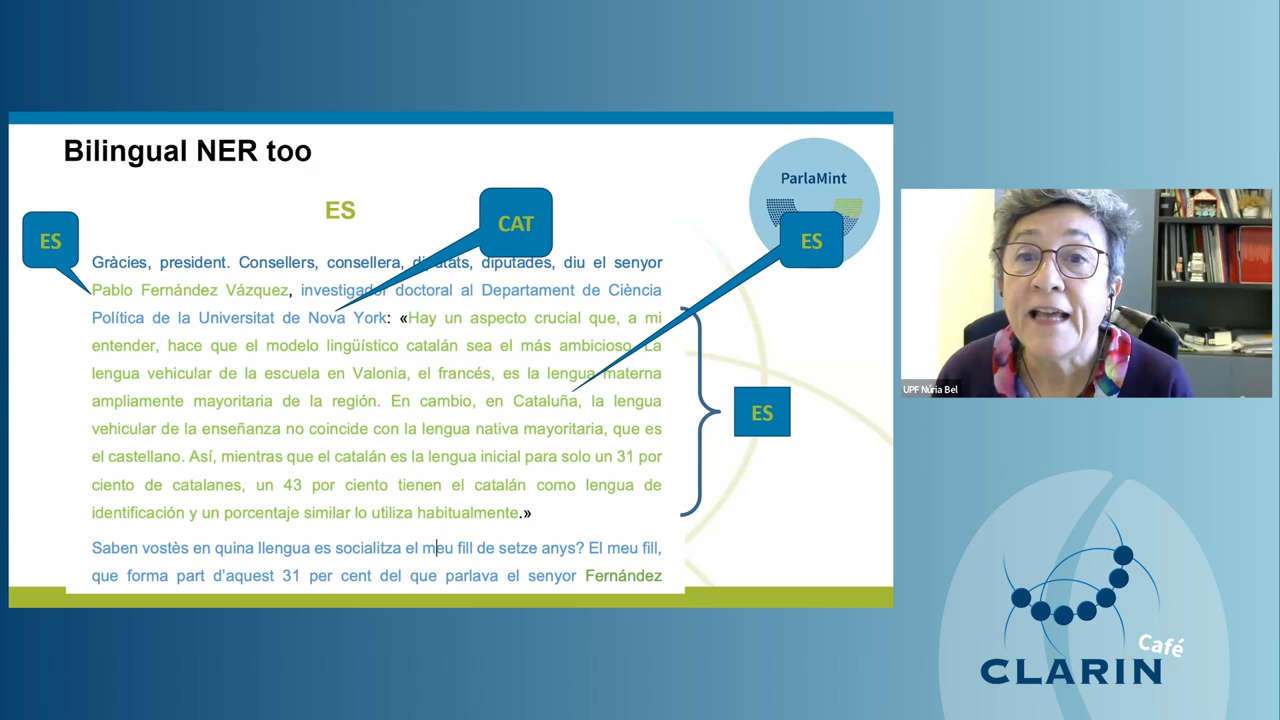 Bilingual NER too
ParlaMint
ES
CAT
ES
ES
Gràcies, president. Consellers, consellera, diputats, diputades, diu el senyor
Pablo Fernández Vázquez, investigador doctoral al Departament de Ciència
Política de la Universitat de Nova York: «Hay un aspecto crucial que, a mi
entender, hace que el modelo lingüístico catalán sea el más ambicioso. La
lengua vehicular de la escuela en Valonia, el francés, es la lengua materna
ampliamente mayoritaria de la región. En cambio, en Cataluña, la lengua
vehicular de la enseñanza no coincide con la lengua nativa mayoritaria, que es
el castellano. Así, mientras que el catalán es la lengua inicial para solo un 31 por
ciento de catalanes, un 43 por ciento tienen el catalán como lengua de
identificación y un porcentaje similar lo utiliza habitualmente.»
ES
Saben vostès en quina llengua es socialitza el meu fill de setze anys? El meu fill,
que forma part d'aquest 31 per cent del que parlava el senyor Fernández
UPF Núria Bel
Café
CLARIN